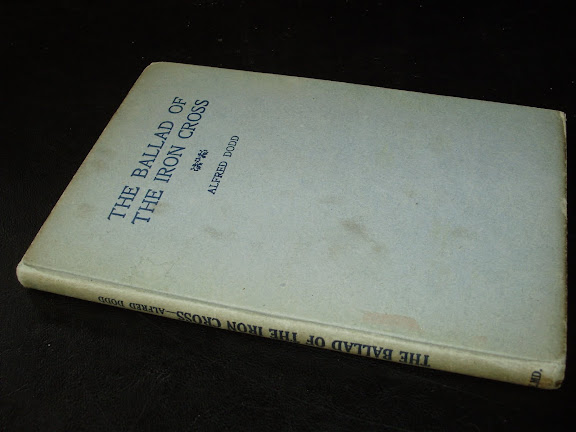 THE BALLAD OF
THE IRON CROSS
ALFRED DODD
THE BALLAD OF THE IRON CROSS—ALFRED DODD